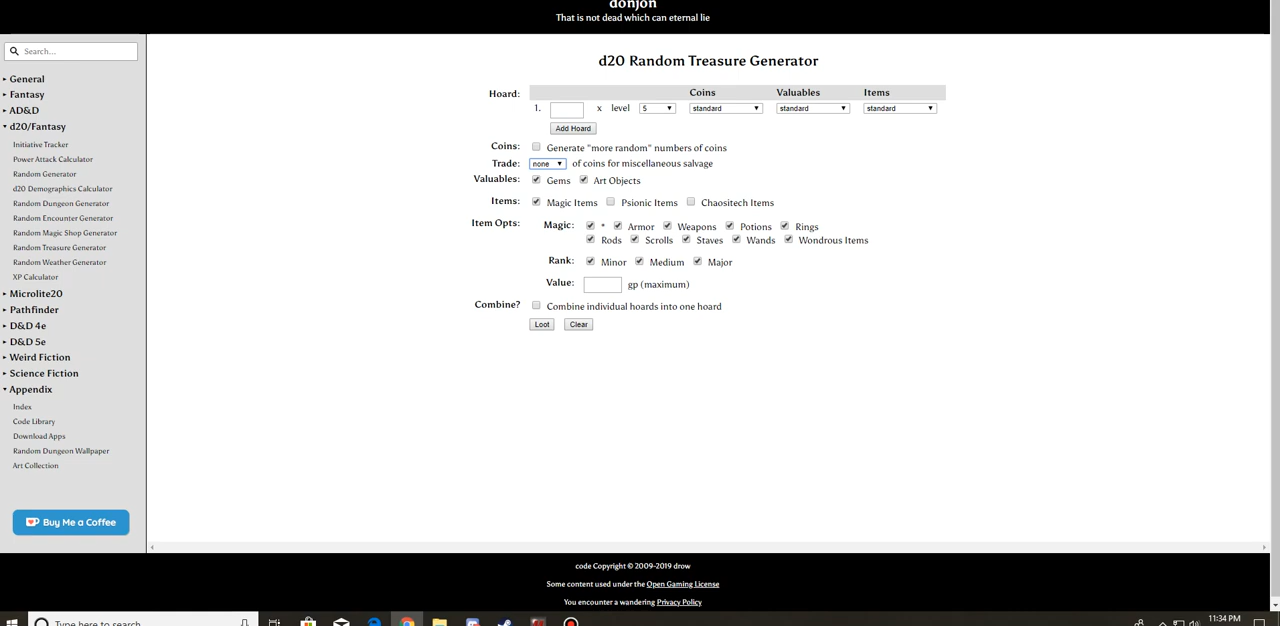 donjon
That is not dead which can eternal lie
Search...
General
Fantasy
AD&D
d20/Fantasy
Initiative Tracker
Power Attack Calculator
Random Generator
d20 Demographics Calculator
Random Dungeon Generator
Random Encounter Generator
Random Magic Shop Generator
Random Treasure Generator
Random Weather Generator
XP Calculator
Microlite20
Pathfinder
D&D 4e
D&D 5e
Weird Fiction
Science Fiction
Appendix
Index
Code Library
Download Apps
Random Dungeon Wallpaper
Art Collection
Buy Me a Coffee
d20 Random Treasure Generator
Hoard: Coins Valuables Items
1. x level 5 standard standard standard
Add Hoard
Coins: Generate "more random" numbers of coins
Trade: none of coins for miscellaneous salvage
Valuables: Gems Art Objects
Items: Magic Items Psionic Items Chaositech Items
Item Opts: Magic: * Armor Weapons Potions Rings
Rods Scrolls Staves Wands Wondrous Items
Rank: Minor Medium Major
Value: gp (maximum)
Combine? Combine individual hoards into one hoard
Loot Clear
code Copyright © 2009-2019 drow
Some content used under the Open Gaming License
You encounter a wandering Privacy Policy
Type here to search
11:34 PM